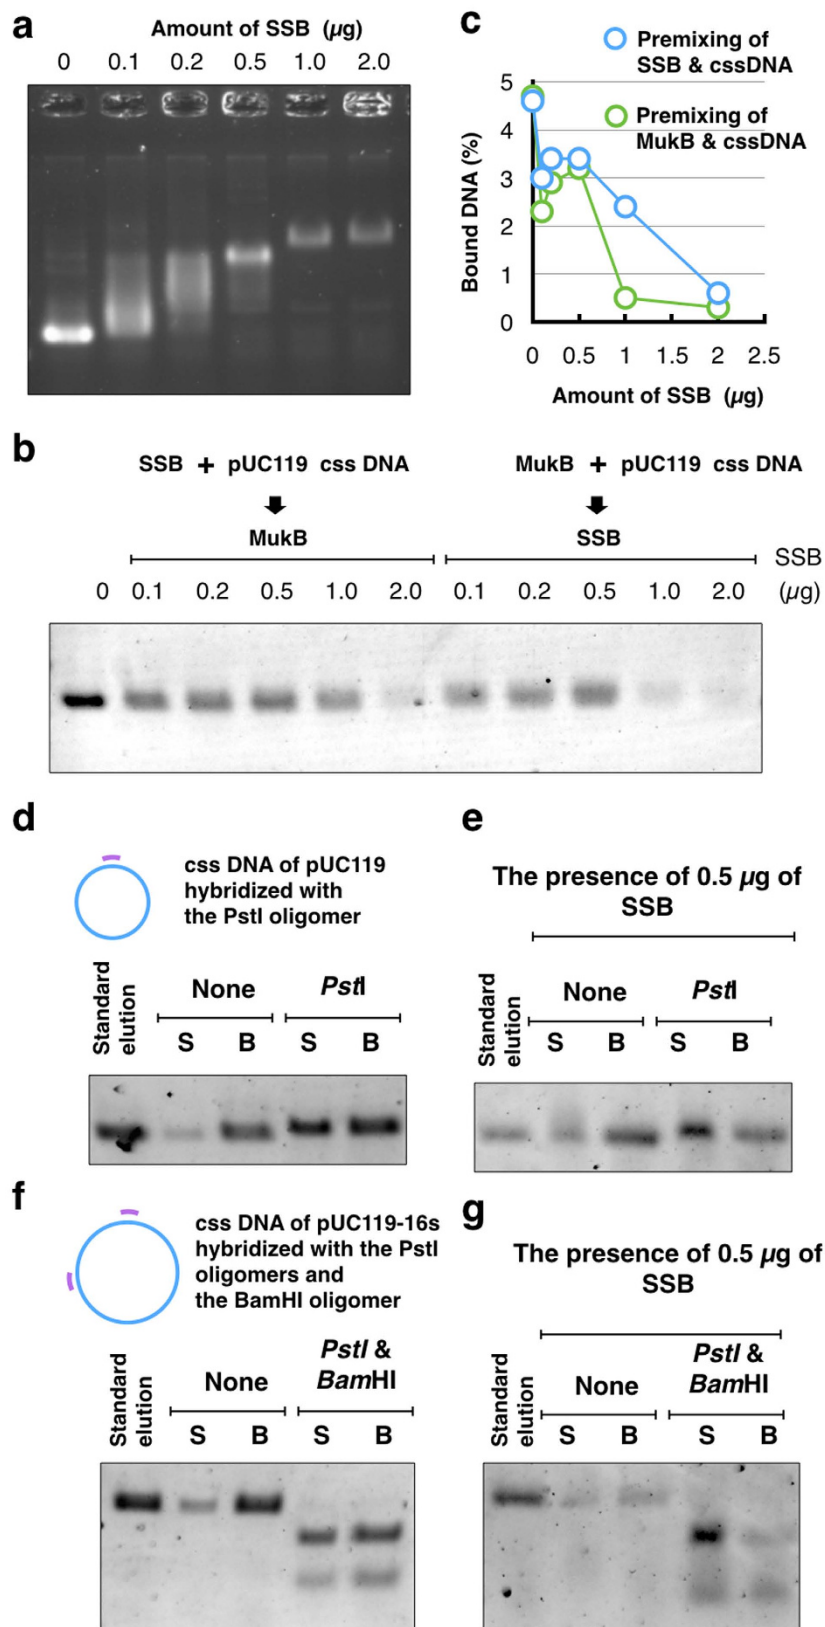 a
Amount of SSB (µg)
0 0.1 0.2 0.5 1.0 2.0
c
Premixing of
SSB & cssDNA
Premixing of
MukB & cssDNA
Bound DNA (%)
5
4
3
2
1
0
0 0.5 1 1.5 2 2.5
Amount of SSB (µg)
b
SSB + pUC119 css DNA
MukB
MukB + pUC119 css DNA
SSB
SSB
(µg)
0 0.1 0.2 0.5 1.0 2.0 0.1 0.2 0.5 1.0 2.0
d
css DNA of pUC119
hybridized with
the PstI oligomer
Standard
elution
None
PstI
S B S B
e
The presence of 0.5 µg of
SSB
Standard
elution
None
PstI
S B S B
f
css DNA of pUC119-16s
hybridized with the PstI
oligomers and
the BamHI oligomer
Standard
elution
None
PstI &
BamHI
S B S B
g
The presence of 0.5 µg of
SSB
Standard
elution
None
PstI &
BamHI
S B S B